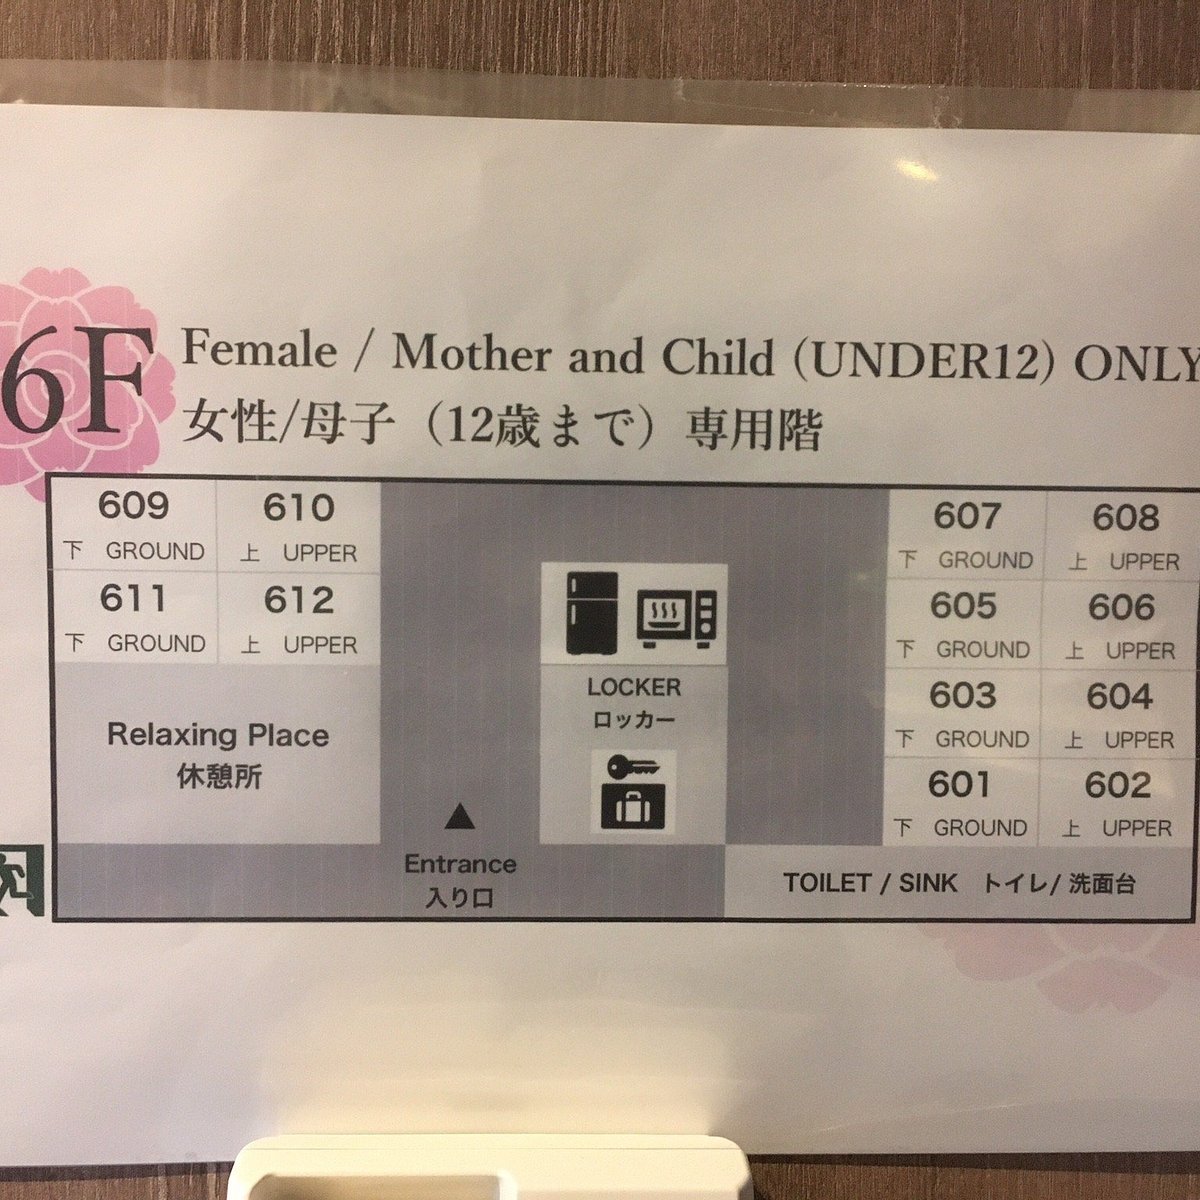 6F
Female / Mother and Child (UNDER12) ONLY
女性/母子（12歳まで）専用階
609 610
下 GROUND 上 UPPER
611 612
下 GROUND 上 UPPER
Relaxing Place
休憩所
LOCKER
ロッカー
▲
Entrance
入り口
607 608
下 GROUND 上 UPPER
605 606
下 GROUND 上 UPPER
603 604
下 GROUND 上 UPPER
601 602
下 GROUND 上 UPPER
TOILET / SINK トイレ/ 洗面台